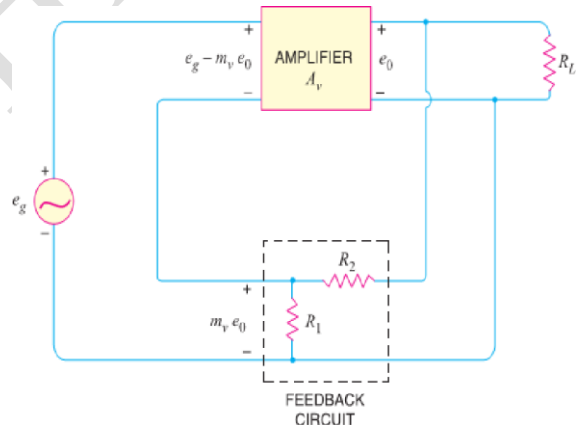 +
+
e_g – m_v e_0
AMPLIFIER
A_v
e_0
R_L
–
–
+
e_g
–
R_2
+
m_v e_0
R_1
–
FEEDBACK
CIRCUIT